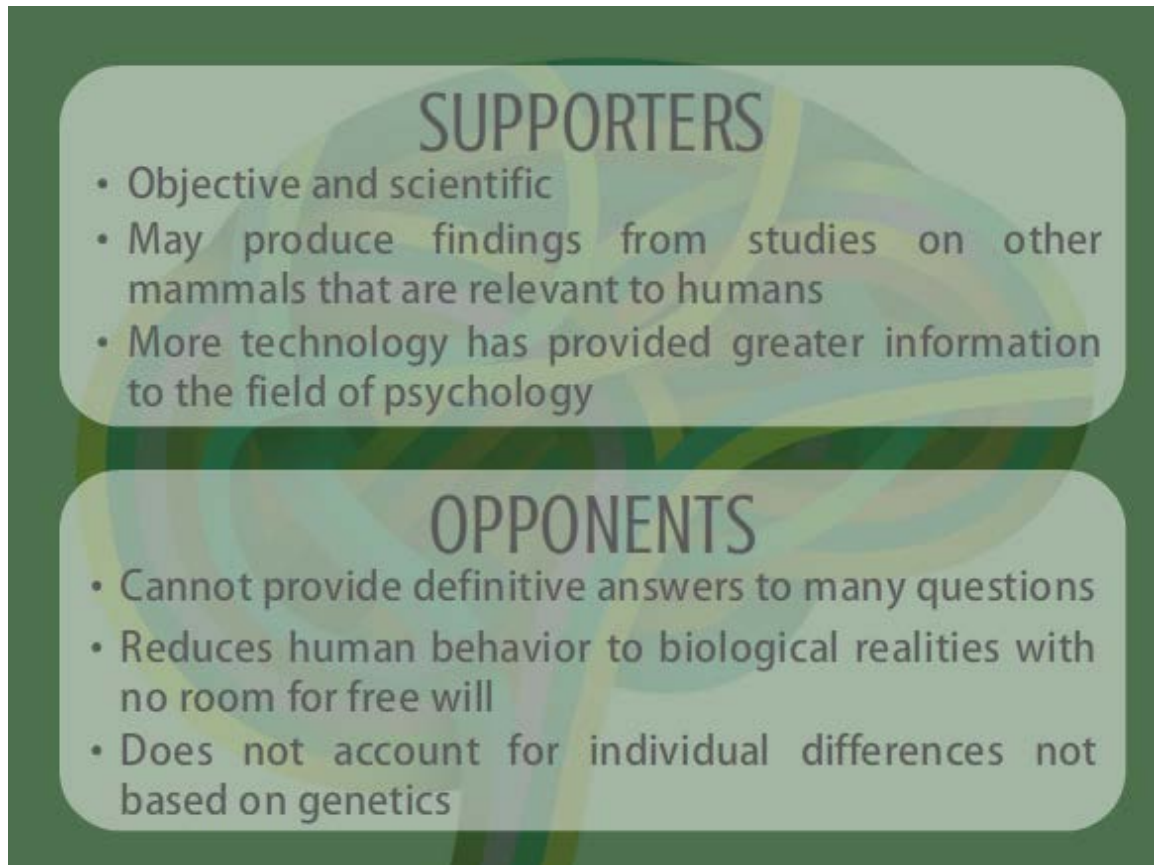 SUPPORTERS
• Objective and scientific
• May produce findings from studies on other
mammals that are relevant to humans
• More technology has provided greater information
to the field of psychology
OPPONENTS
• Cannot provide definitive answers to many questions
• Reduces human behavior to biological realities with
no room for free will
• Does not account for individual differences not
based on genetics